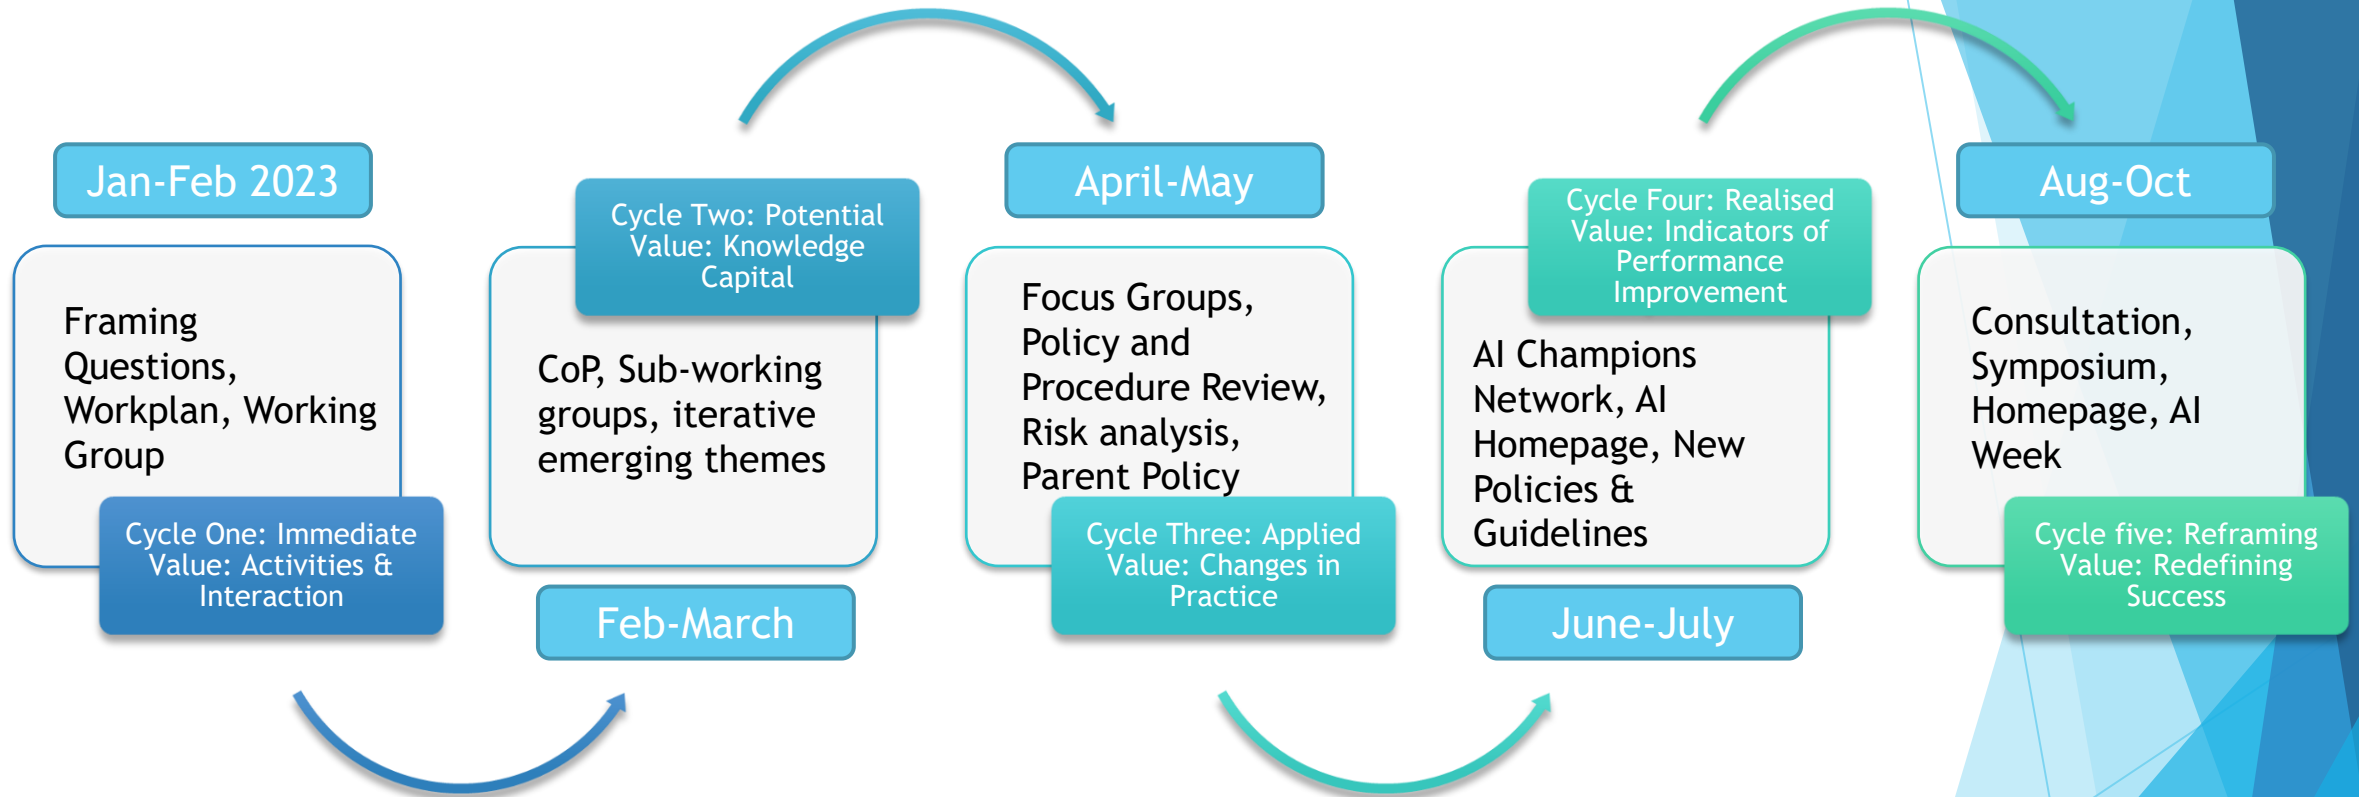 Jan-Feb 2023
Framing
Questions,
Workplan, Working
Group
Cycle One: Immediate
Value: Activities &
Interaction
Cycle Two: Potential
Value: Knowledge
Capital
CoP, Sub-working
groups, iterative
emerging themes
Feb-March
April-May
Focus Groups,
Policy and
Procedure Review,
Risk analysis,
Parent Policy
Cycle Three: Applied
Value: Changes in
Practice
Cycle Four: Realised
Value: Indicators of
Performance
Improvement
AI Champions
Network, AI
Homepage, New
Policies &
Guidelines
June-July
Aug-Oct
Consultation,
Symposium,
Homepage, AI
Week
Cycle five: Reframing
Value: Redefining
Success